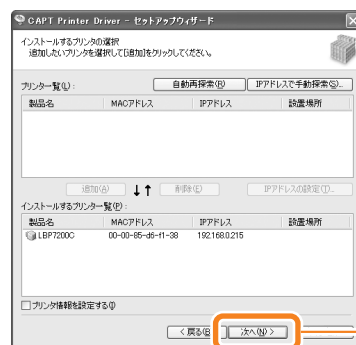 CAPT Printer Driver - セットアップウィザード
インストールするプリンタの選択
追加したいプリンタを選択して[追加]をクリックしてください。
プリンター覧(L):
自動再探索(R)
IPアドレスで手動探索(S)...
製品名 MACアドレス IPアドレス 設置場所
追加(A)
削除(E)
IPアドレスの設定(T)...
インストールするプリンター覧(P):
製品名 MACアドレス IPアドレス 設置場所
LBP7200C 00-00-85-d6-f1-38 192.168.0.215
プリンタ情報を設定する(I)
< 戻る(B)
次へ(N) >